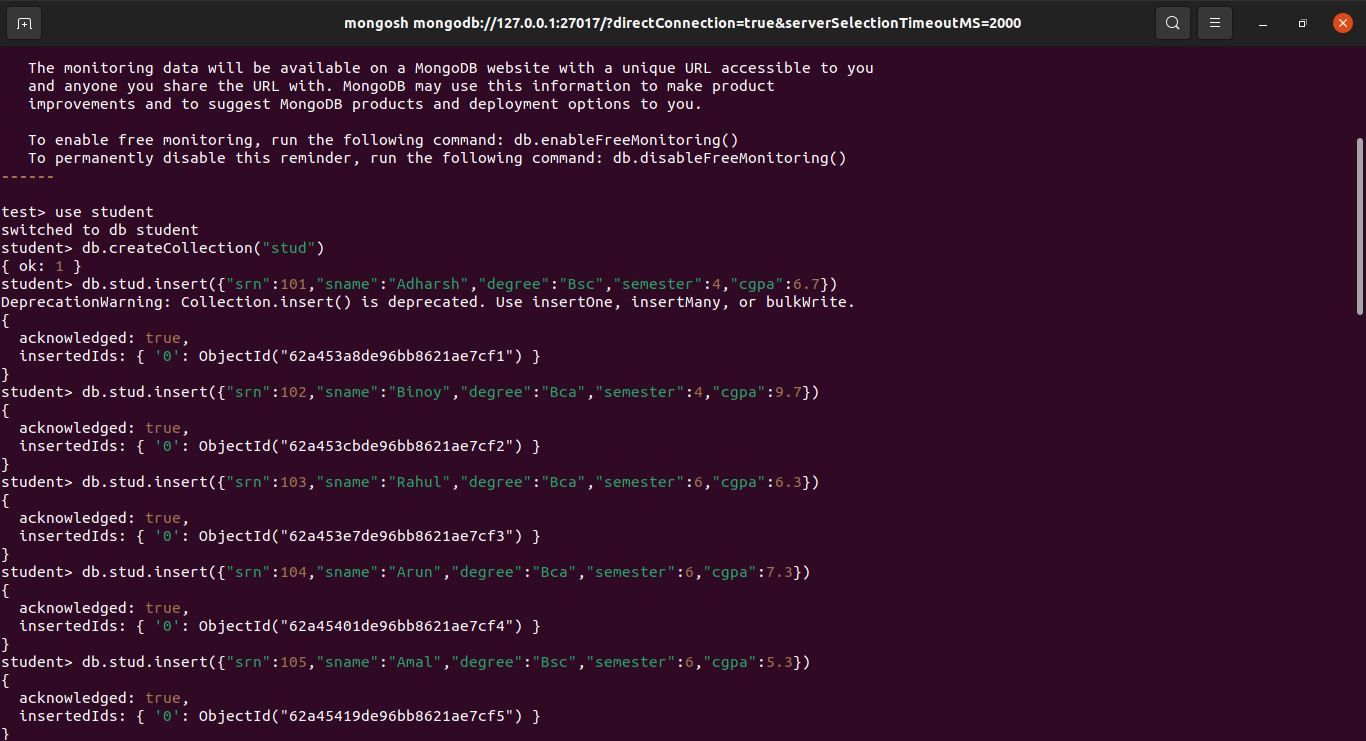 mongosh mongodb://127.0.0.1:27017/?directConnection=true&serverSelectionTimeoutMS=2000
The monitoring data will be available on a MongoDB website with a unique URL accessible to you
and anyone you share the URL with. MongoDB may use this information to make product
improvements and to suggest MongoDB products and deployment options to you.
To enable free monitoring, run the following command: db.enableFreeMonitoring()
To permanently disable this reminder, run the following command: db.disableFreeMonitoring()
------
test> use student
switched to db student
student> db.createCollection("stud")
{ ok: 1 }
student> db.stud.insert({"srn":101,"sname":"Adharsh","degree":"Bsc","semester":4,"cgpa":6.7})
DeprecationWarning: Collection.insert() is deprecated. Use insertOne, insertMany, or bulkWrite.
{
  acknowledged: true,
  insertedIds: { '0': ObjectId("62a453a8de96bb8621ae7cf1") }
}
student> db.stud.insert({"srn":102,"sname":"Binoy","degree":"Bca","semester":4,"cgpa":9.7})
{
  acknowledged: true,
  insertedIds: { '0': ObjectId("62a453cbde96bb8621ae7cf2") }
}
student> db.stud.insert({"srn":103,"sname":"Rahul","degree":"Bca","semester":6,"cgpa":6.3})
{
  acknowledged: true,
  insertedIds: { '0': ObjectId("62a453e7de96bb8621ae7cf3") }
}
student> db.stud.insert({"srn":104,"sname":"Arun","degree":"Bca","semester":6,"cgpa":7.3})
{
  acknowledged: true,
  insertedIds: { '0': ObjectId("62a45401de96bb8621ae7cf4") }
}
student> db.stud.insert({"srn":105,"sname":"Amal","degree":"Bsc","semester":6,"cgpa":5.3})
{
  acknowledged: true,
  insertedIds: { '0': ObjectId("62a45419de96bb8621ae7cf5") }
}